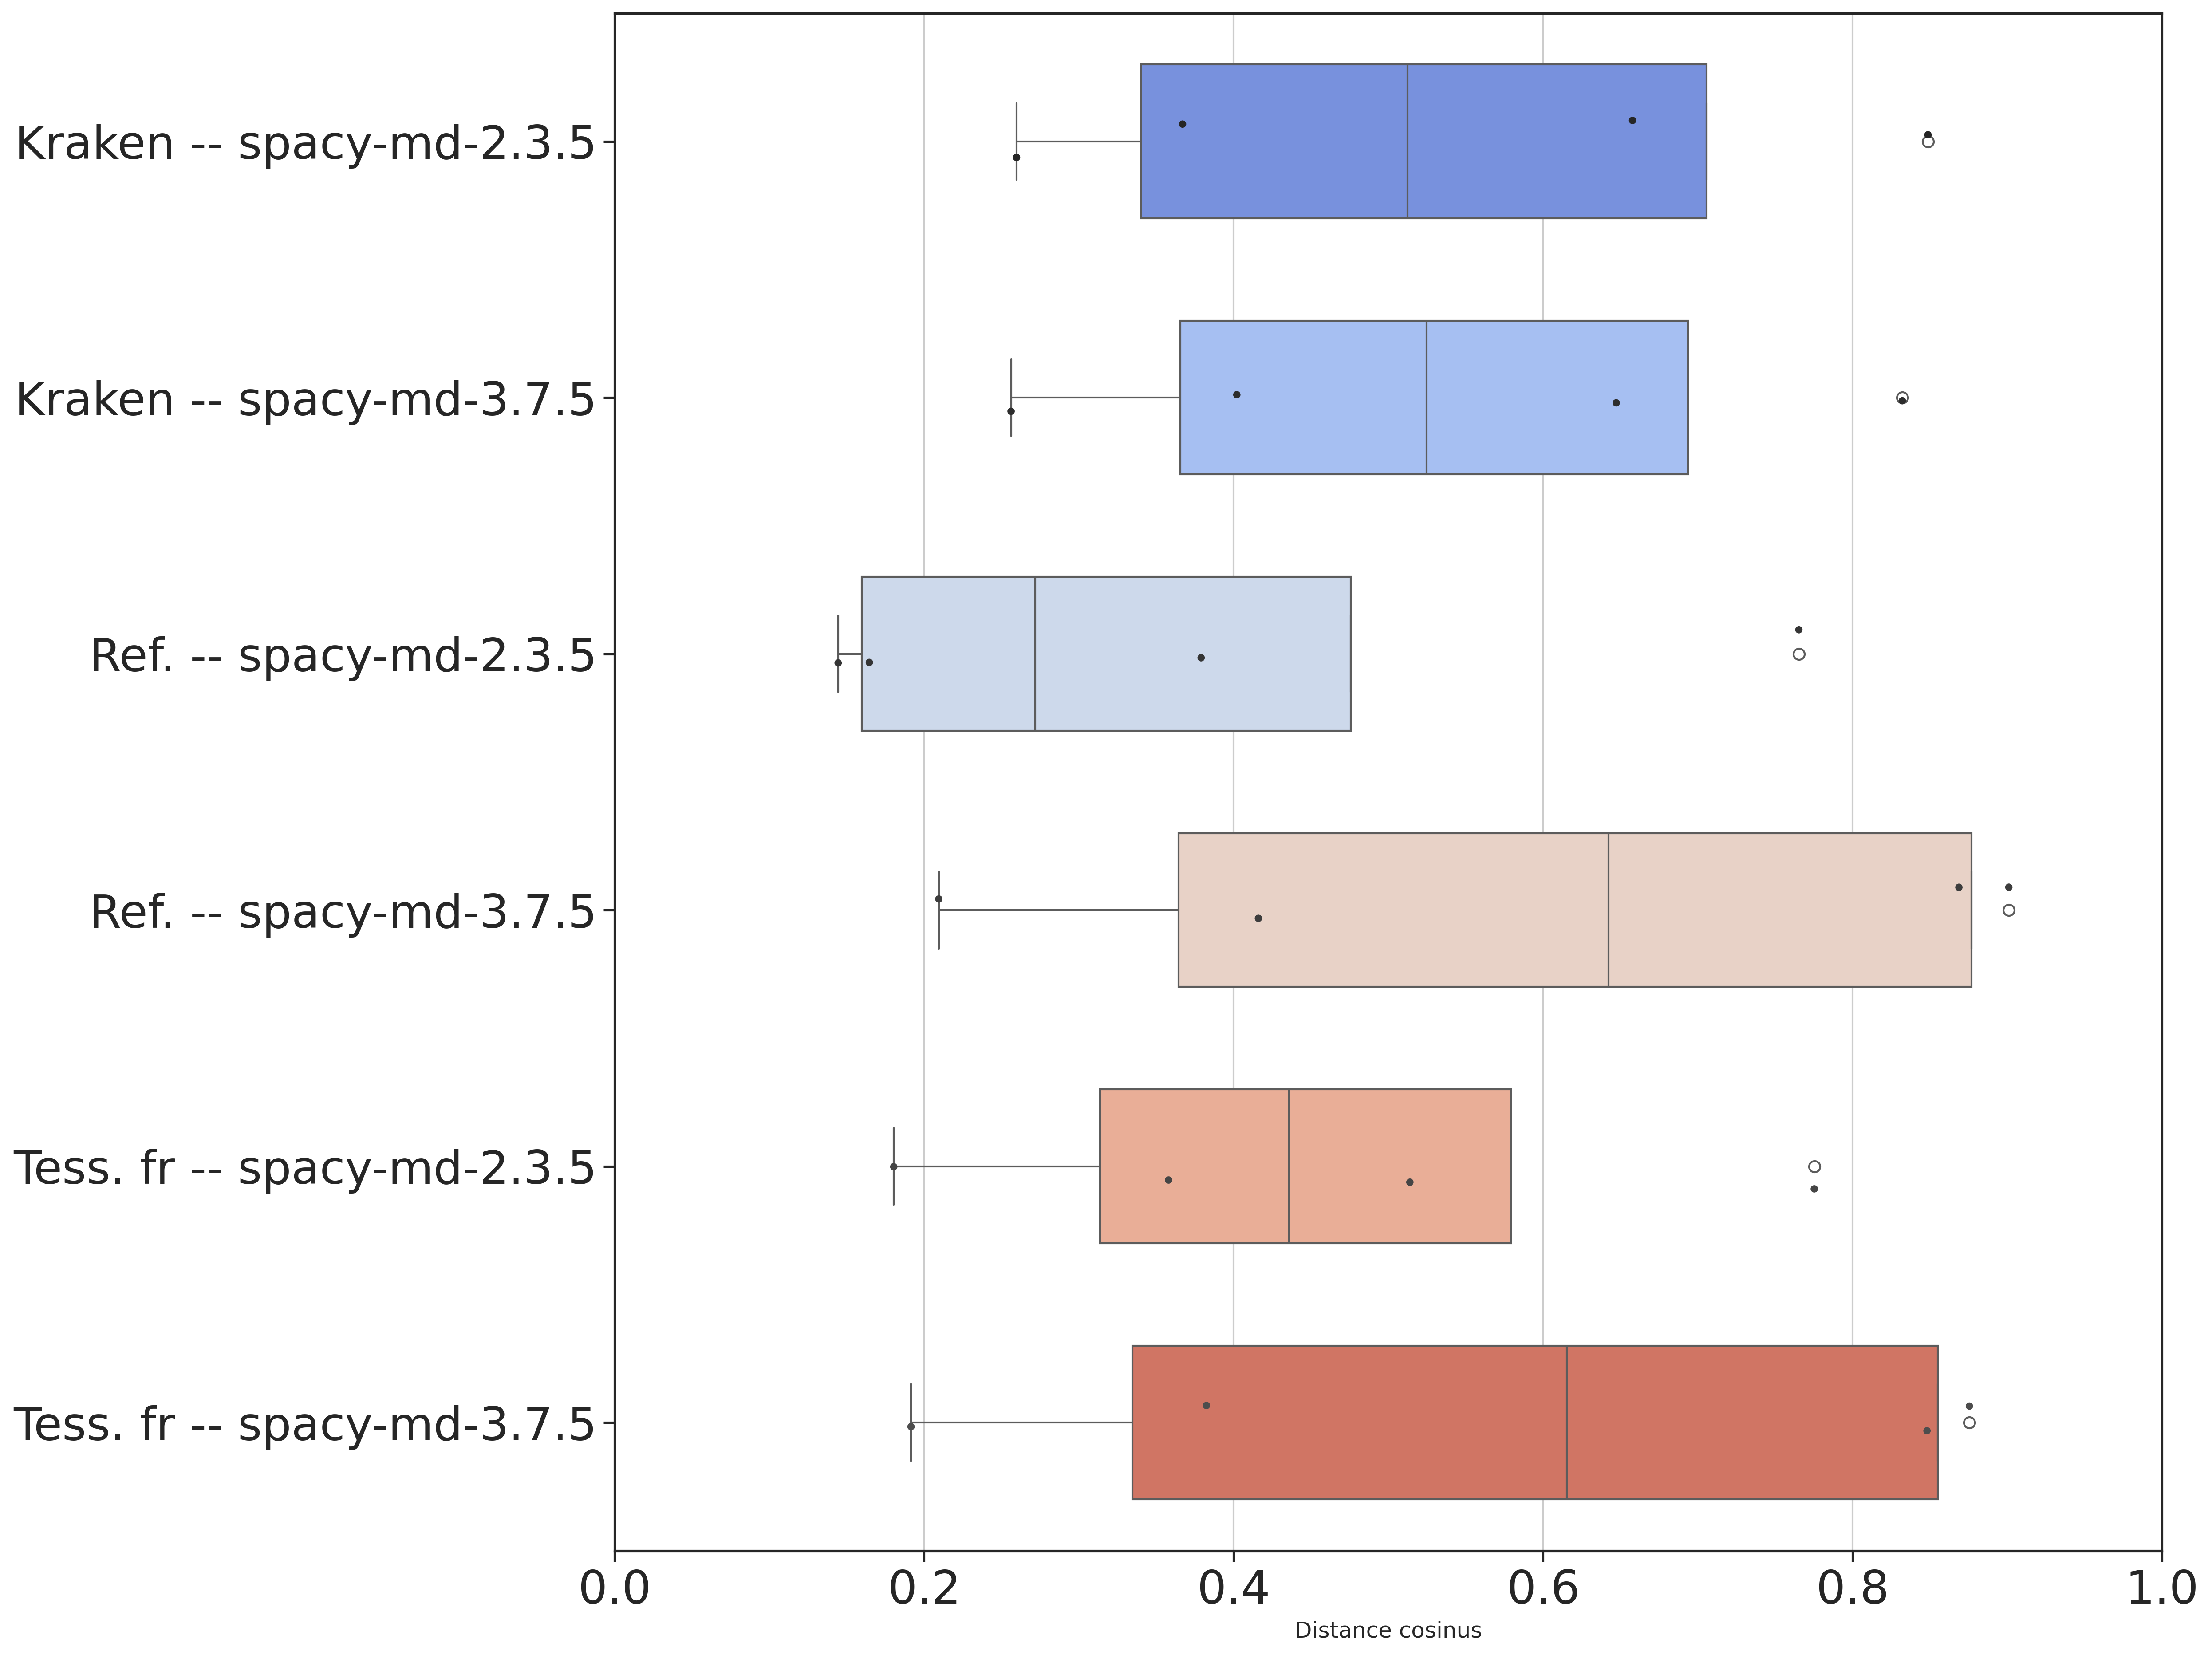 Kraken -- spacy-md-2.3.5
Kraken -- spacy-md-3.7.5
Ref. -- spacy-md-2.3.5
Ref. -- spacy-md-3.7.5
Tess. fr -- spacy-md-2.3.5
Tess. fr -- spacy-md-3.7.5
0.0 0.2 0.4 0.6 0.8 1.0
Distance cosinus